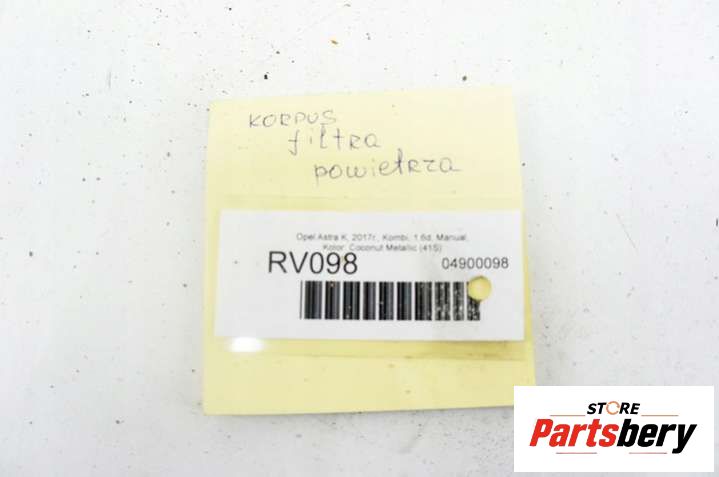 KORPUS
filtra
powietrza
Opel Astra K, 2017r., Kombi, 1.6d, Manual,
Kolor: Coconut Metallic (41S)
RV098
04900098
STORE
Partsbery